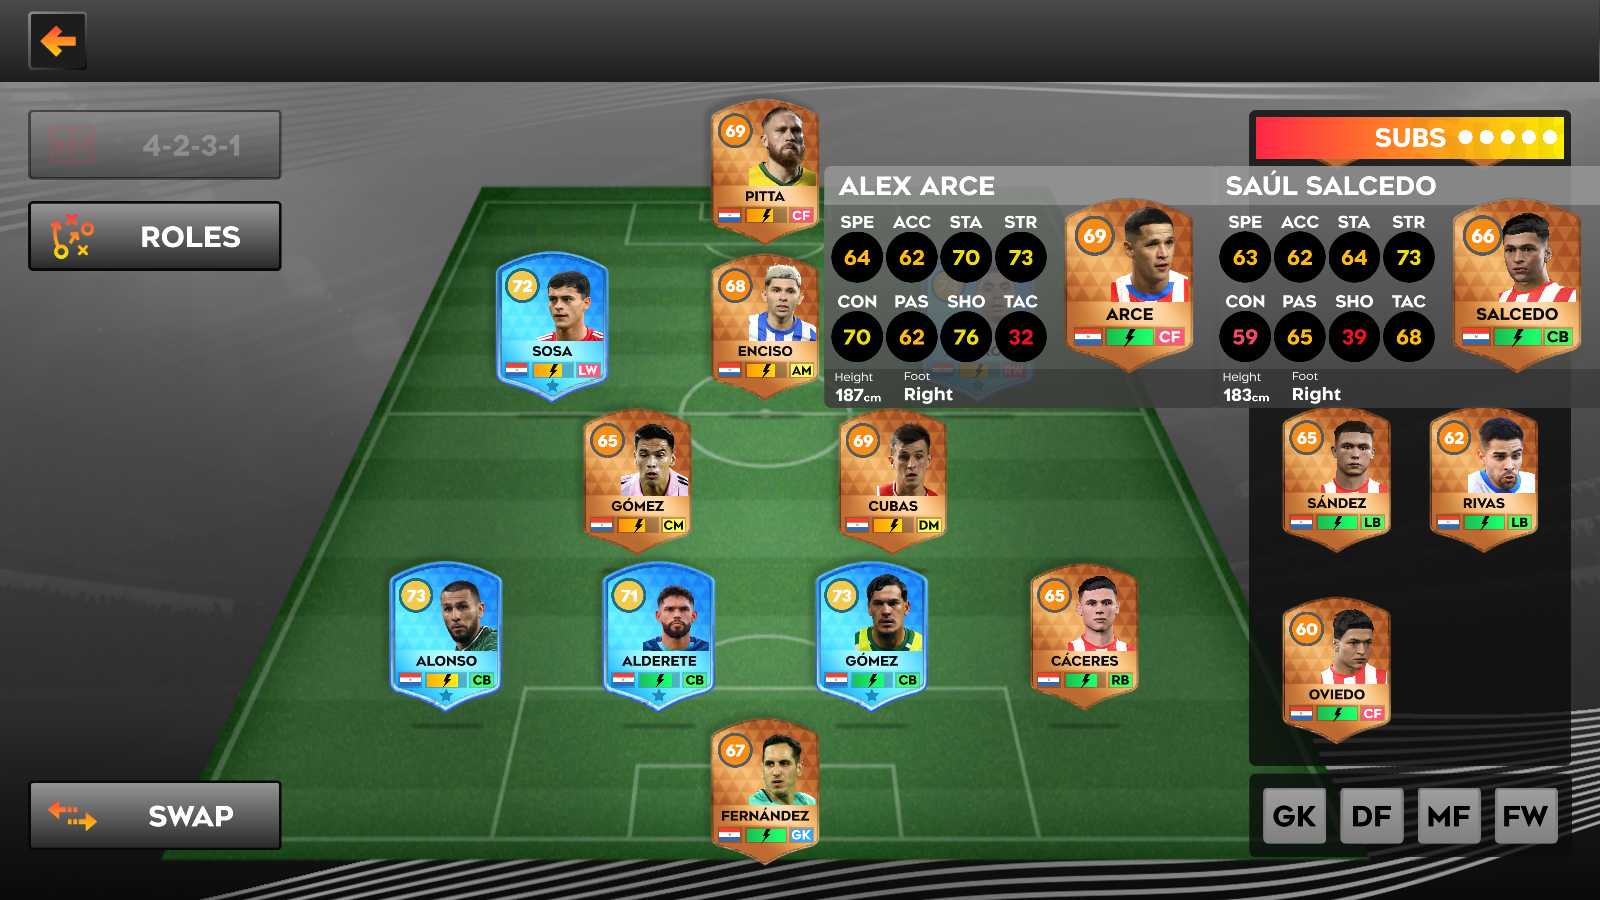 4-2-3-1
ROLES
SWAP
69
PITTA
CF
72
SOSA
LW
68
ENCISO
AM
RW
65
GÓMEZ
CM
69
CUBAS
DM
73
ALONSO
CB
71
ALDERETE
CB
73
GÓMEZ
CB
65
CÁCERES
RB
67
FERNÁNDEZ
GK
SUBS
ALEX ARCE
SPE ACC STA STR
64 62 70 73
CON PAS SHO TAC
70 62 76 32
Height Foot
187cm Right
69
ARCE
CF
SAÚL SALCEDO
SPE ACC STA STR
63 62 64 73
CON PAS SHO TAC
59 65 39 68
Height Foot
183cm Right
66
SALCEDO
CB
65
SÁNDEZ
LB
62
RIVAS
LB
60
OVIEDO
CF
GK DF MF FW